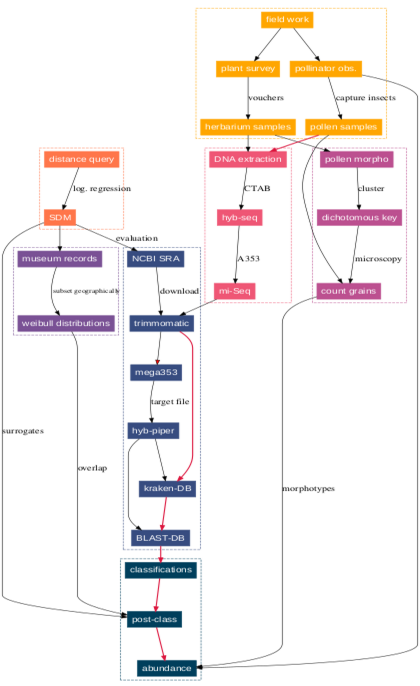 field work
plant survey
pollinator obs.
vouchers
capture insects
herbarium samples
pollen samples
distance query
DNA extraction
pollen morpho
log. regression
CTAB
cluster
SDM
hyb-seq
dichotomous key
evaluation
museum records
NCBI SRA
A353
microscopy
subset geographically
download
mi-Seq
count grains
weibull distributions
trimmomatic
mega353
target file
surrogates
hyb-piper
overlap
kraken-DB
morphotypes
BLAST-DB
classifications
post-class
abundance